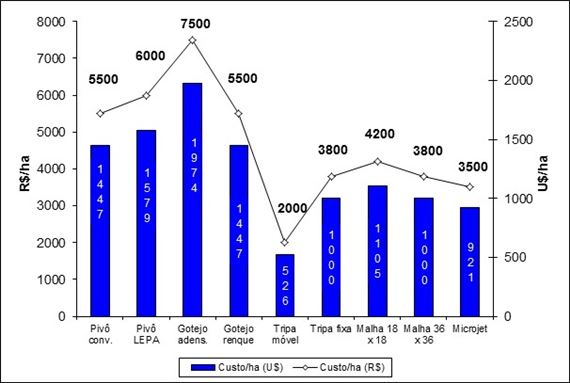 8000
7000
6000
5000
4000
3000
2000
1000
0
R$/ha
2500
2000
1500
1000
500
0
U$/ha
5500
6000
7500
5500
2000
3800
4200
3800
3500
1447
1579
1974
1447
526
1000
1105
1000
921
Pivô
conv.
Pivô
LEPA
Gotejo
adens.
Gotejo
renque
Tripa
móvel
Tripa fixa
Malha 18
x 18
Malha 36
x 36
Microjet
Custo/ha (U$)
Custo/ha (R$)